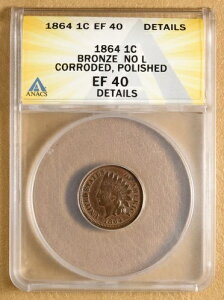 1864 1C EF 40 DETAILS
1864 1C
BRONZE NO L
CORRODED, POLISHED
EF 40
DETAILS
ANACS